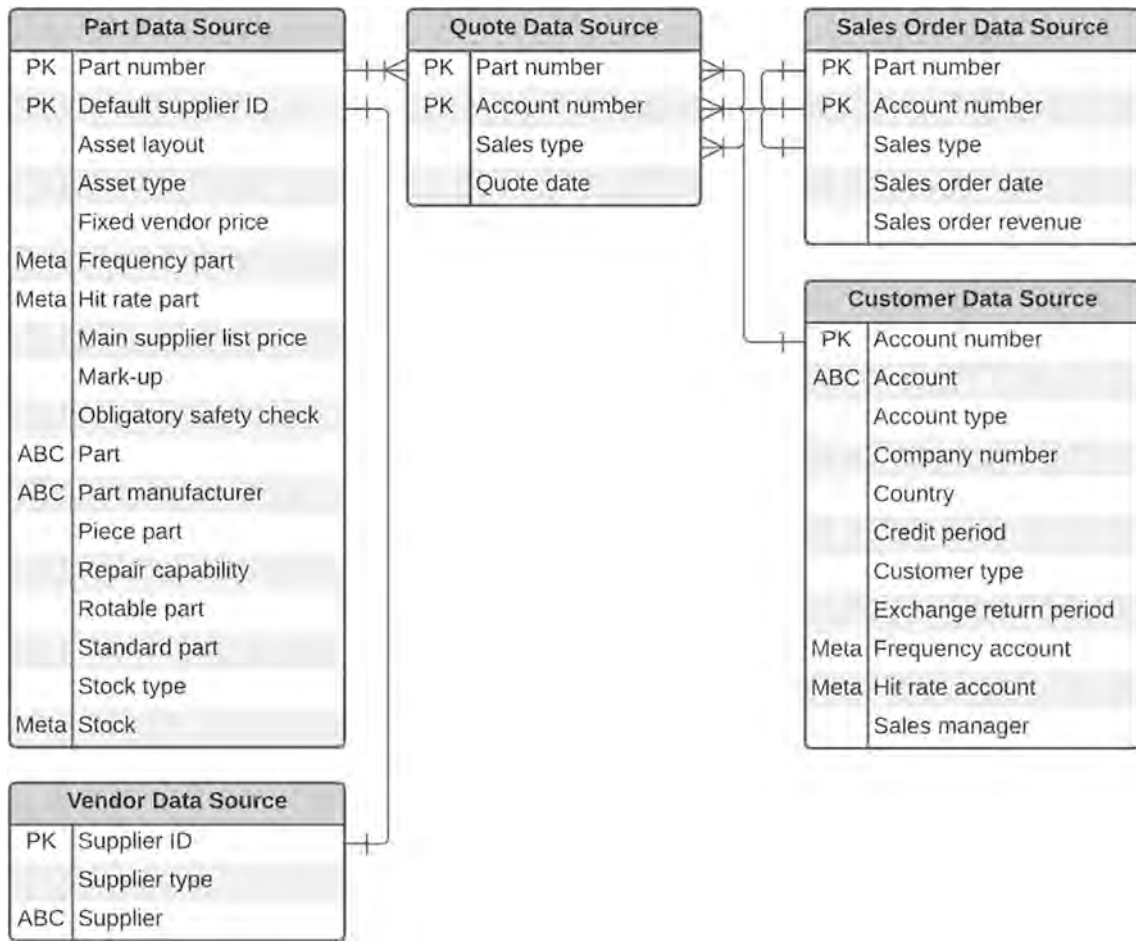 Part Data Source
PK Part number
PK Default supplier ID
Asset layout
Asset type
Fixed vendor price
Meta Frequency part
Meta Hit rate part
Main supplier list price
Mark-up
Obligatory safety check
ABC Part
ABC Part manufacturer
Piece part
Repair capability
Rotable part
Standard part
Stock type
Meta Stock
Vendor Data Source
PK Supplier ID
Supplier type
ABC Supplier
Quote Data Source
PK Part number
PK Account number
Sales type
Quote date
Sales Order Data Source
PK Part number
PK Account number
Sales type
Sales order date
Sales order revenue
Customer Data Source
PK Account number
ABC Account
Account type
Company number
Country
Credit period
Customer type
Exchange return period
Meta Frequency account
Meta Hit rate account
Sales manager